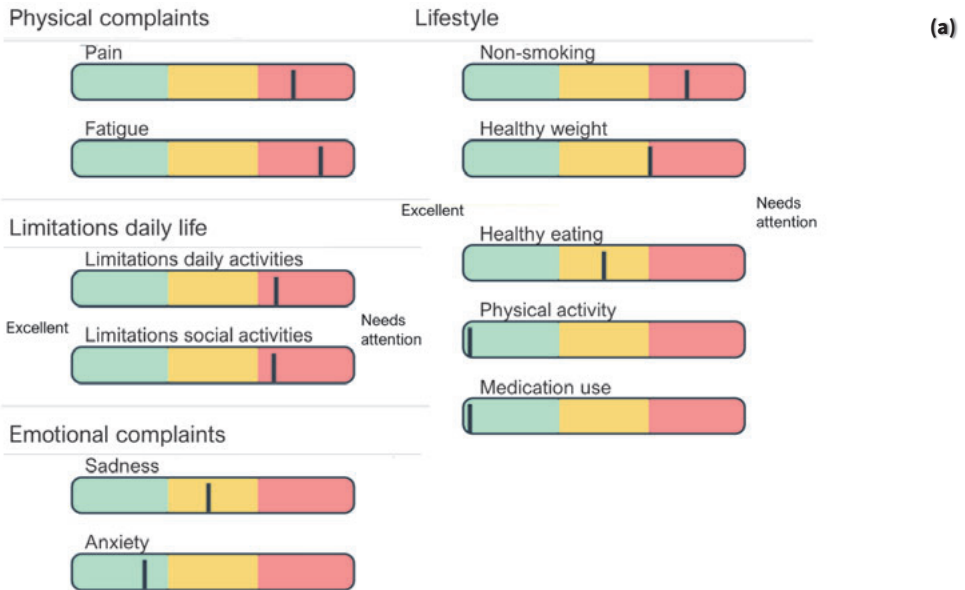 Physical complaints
Pain
Fatigue
Limitations daily life
Limitations daily activities
Excellent
Limitations social activities
Needs
attention
Emotional complaints
Sadness
Anxiety
Lifestyle
Non-smoking
Healthy weight
Excellent
Needs
attention
Healthy eating
Physical activity
Medication use
(a)